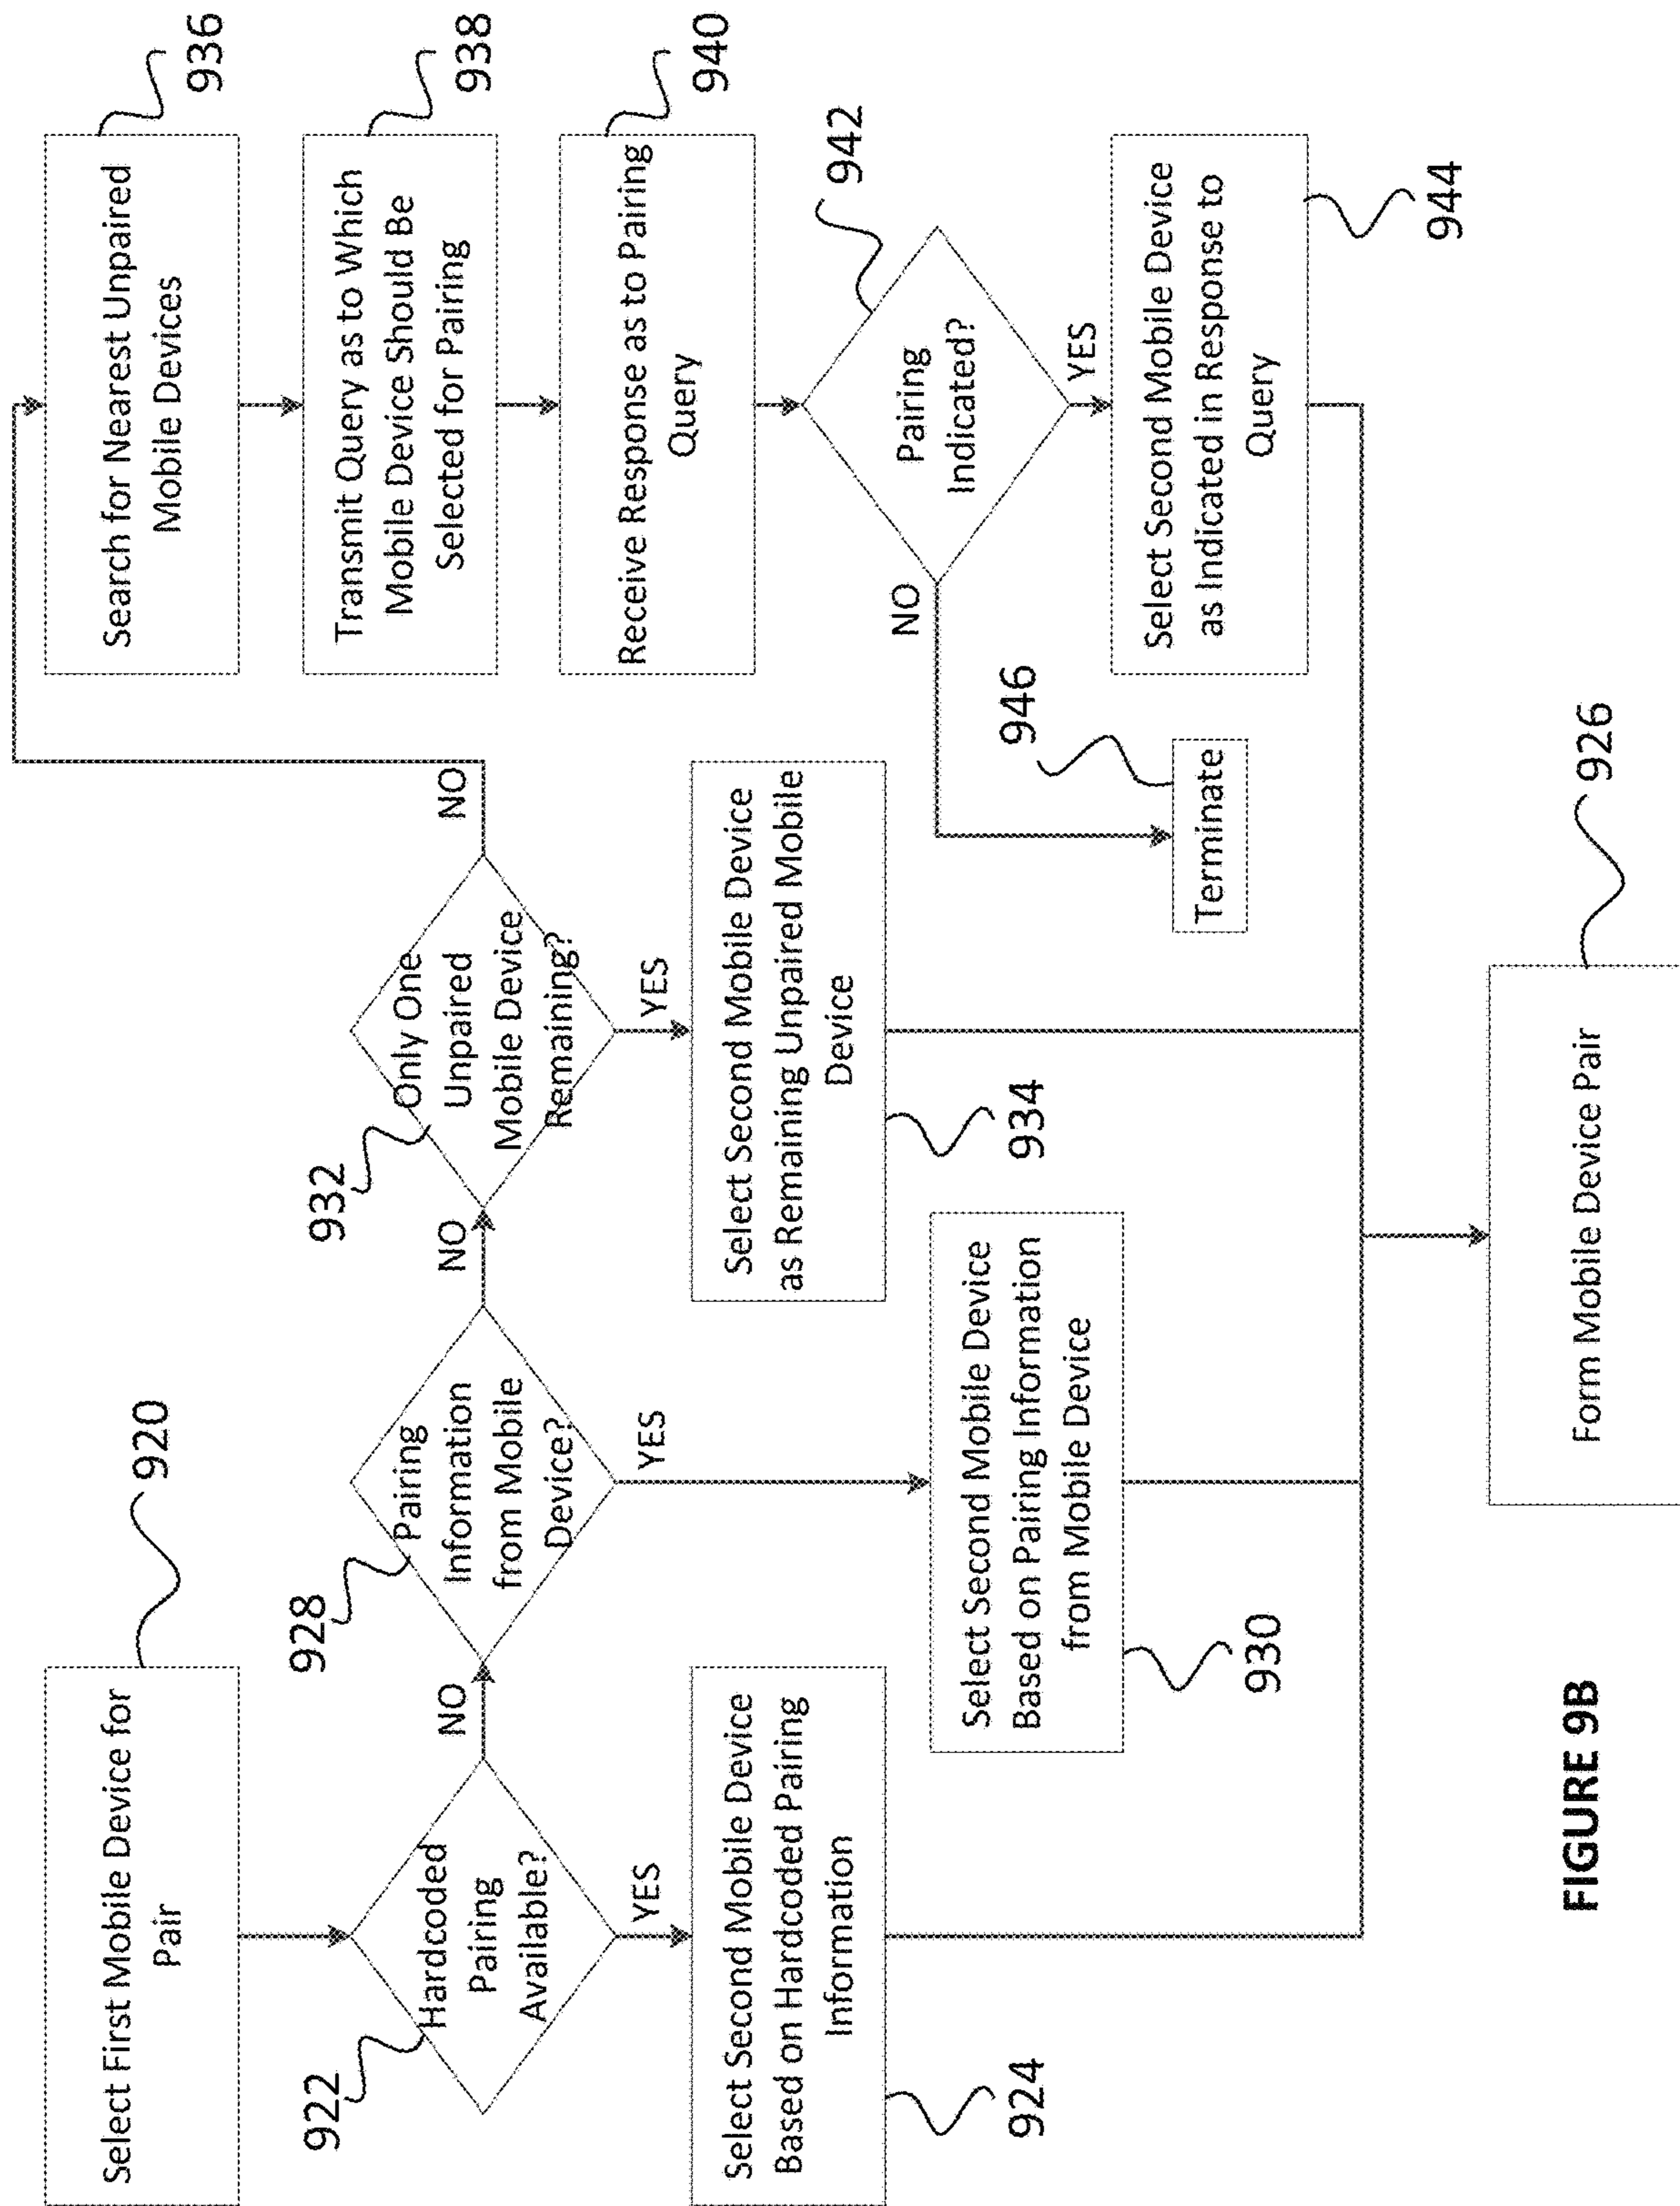 Select First Mobile Device for
Pair
920
Hardcoded
Pairing
Available?
922
NO
YES
Select Second Mobile Device
Based on Hardcoded Pairing
Information
924
Pairing
Information
from Mobile
Device?
928
NO
YES
Select Second Mobile Device
Based on Pairing Information
from Mobile Device
930
Only One
Unpaired
Mobile Device
Remaining?
932
NO
YES
Select Second Mobile Device
as Remaining Unpaired Mobile
Device
934
Search for Nearest Unpaired
Mobile Devices
936
Transmit Query as to Which
Mobile Device Should Be
Selected for Pairing
938
Receive Response as to Pairing
Query
940
Pairing
Indicated?
942
NO
YES
Terminate
946
Select Second Mobile Device
as Indicated in Response to
Query
944
Form Mobile Device Pair
926
FIGURE 9B